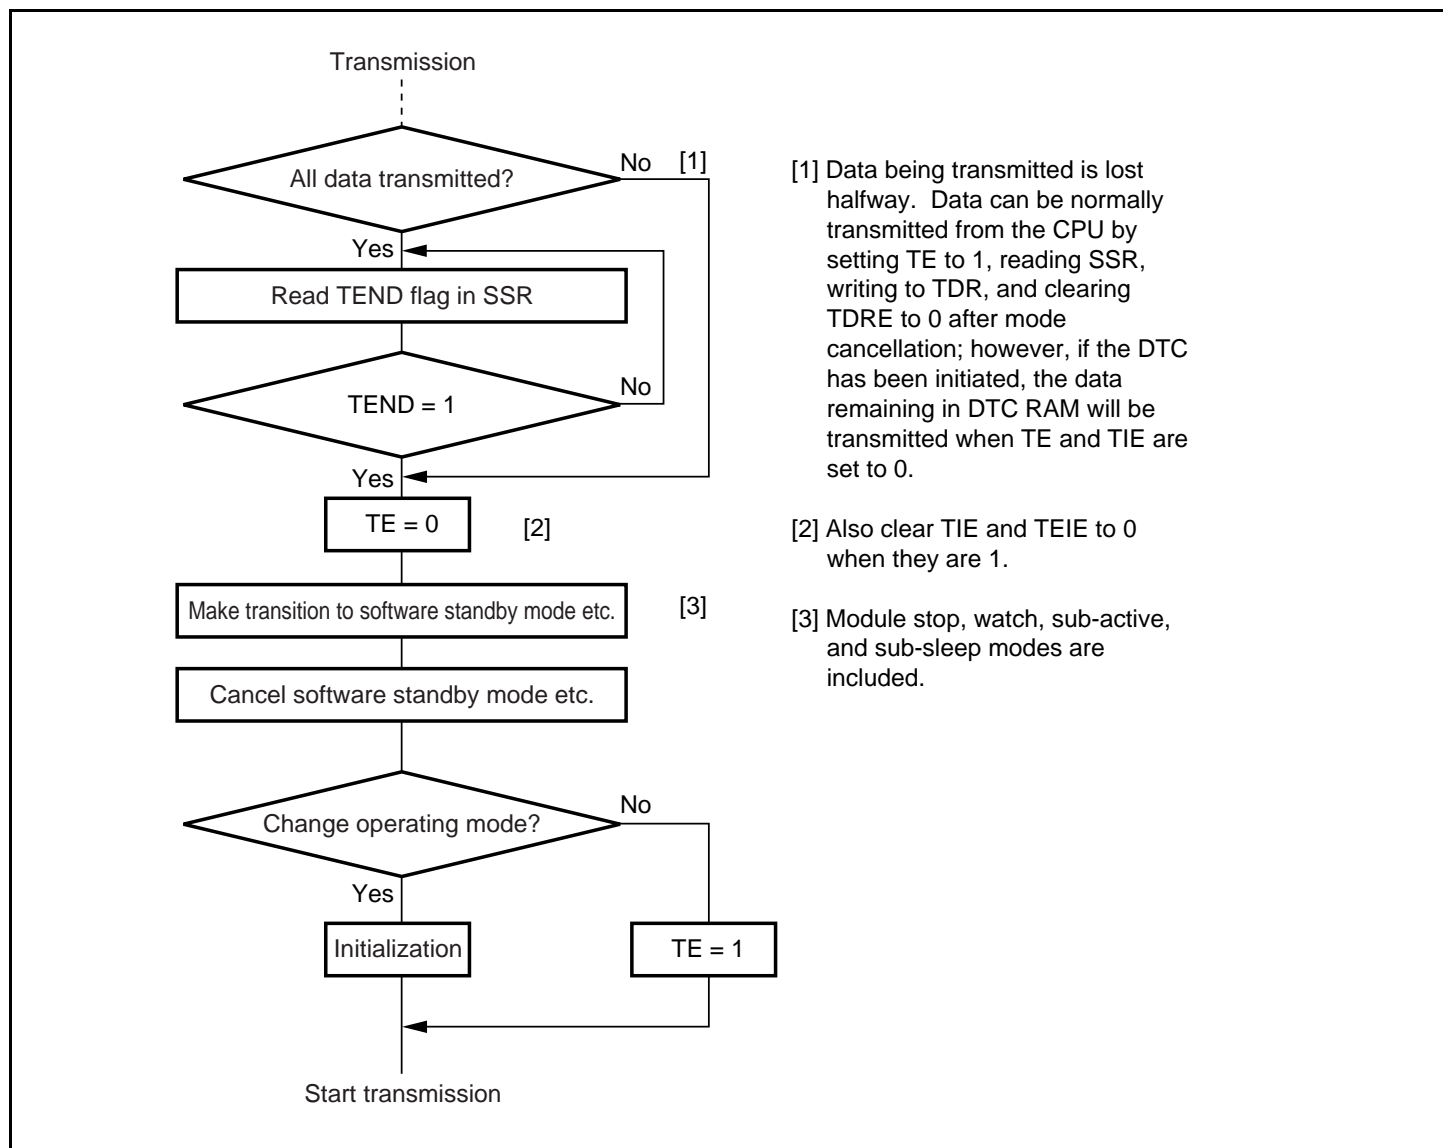 Transmission
All data transmitted?
No
[1]
Yes
Read TEND flag in SSR
TEND = 1
No
Yes
TE = 0
[2]
Make transition to software standby mode etc.
[3]
Cancel software standby mode etc.
Change operating mode?
No
Yes
Initialization
TE = 1
Start transmission
[1] Data being transmitted is lost
halfway. Data can be normally
transmitted from the CPU by
setting TE to 1, reading SSR,
writing to TDR, and clearing
TDRE to 0 after mode
cancellation; however, if the DTC
has been initiated, the data
remaining in DTC RAM will be
transmitted when TE and TIE are
set to 0.
[2] Also clear TIE and TEIE to 0
when they are 1.
[3] Module stop, watch, sub-active,
and sub-sleep modes are
included.